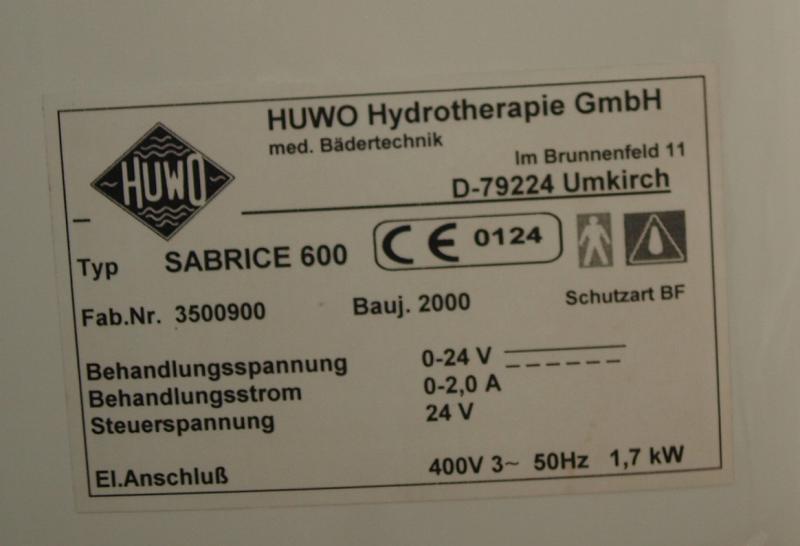 HUWO Hydrotherapie GmbH
med. Bädertechnik
Im Brunnenfeld 11
D-79224 Umkirch
HUWO
Typ SABRICE 600 CE 0124
Fab.Nr. 3500900 Bauj. 2000 Schutzart BF
Behandlungsspannung 0-24 V
Behandlungsstrom 0-2,0 A
Steuerspannung 24 V
El.Anschluß 400V 3~ 50Hz 1,7 kW